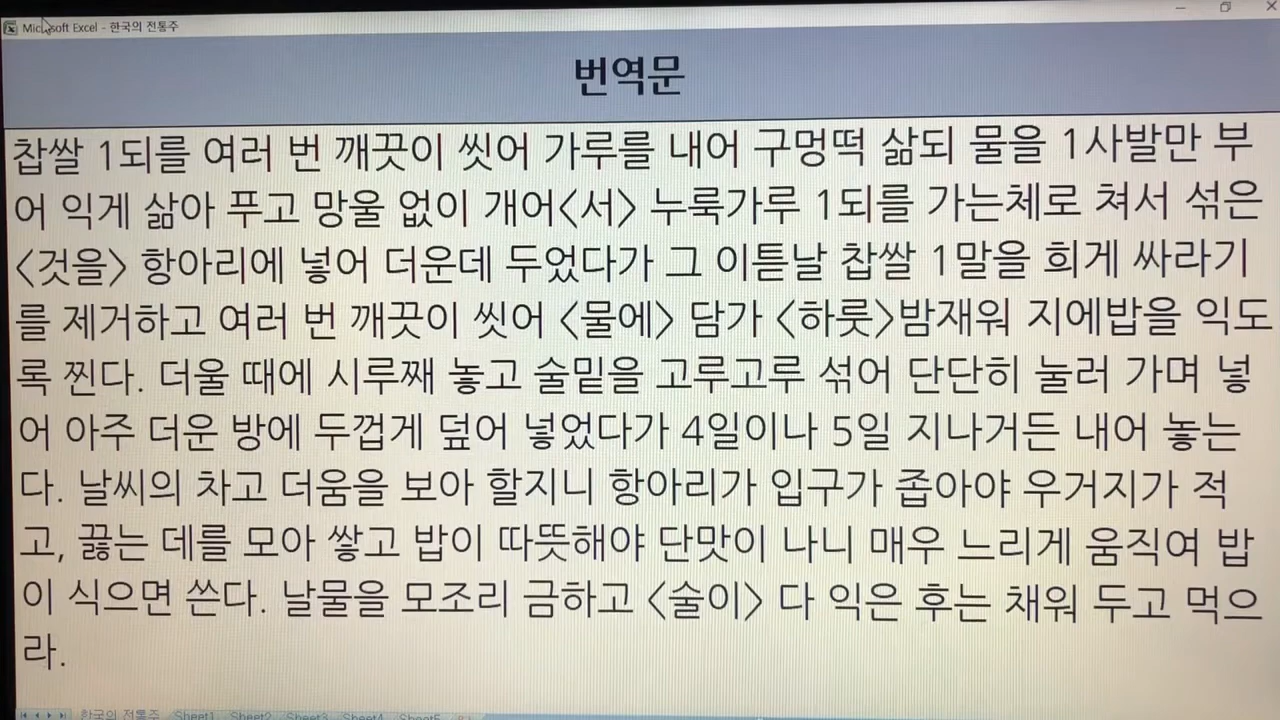 Microsoft Excel - 한국의 전통주
번역문
찹쌀 1되를 여러 번 깨끗이 씻어 가루를 내어 구멍떡 삶되 물을 1사발만 부
어 익게 삶아 푸고 망울 없이 개어〈서〉 누룩가루 1되를 가는체로 쳐서 섞은
〈것을〉 항아리에 넣어 더운데 두었다가 그 이튿날 찹쌀 1말을 희게 싸라기
를 제거하고 여러 번 깨끗이 씻어 〈물에〉 담가 〈하룻〉밤재워 지에밥을 익도
록 찐다. 더울 때에 시루째 놓고 술밑을 고루고루 섞어 단단히 눌러 가며 넣
어 아주 더운 방에 두껍게 덮어 넣었다가 4일이나 5일 지나거든 내어 놓는
다. 날씨의 차고 더움을 보아 할지니 항아리가 입구가 좁아야 우거지가 적
고, 끓는 데를 모아 쌓고 밥이 따뜻해야 단맛이 나니 매우 느리게 움직여 밥
이 식으면 쓴다. 날물을 모조리 금하고 〈술이〉 다 익은 후는 채워 두고 먹으
라.
한국의 전통주 Sheet1 Sheet2 Sheet3 Sheet4 Sheet5